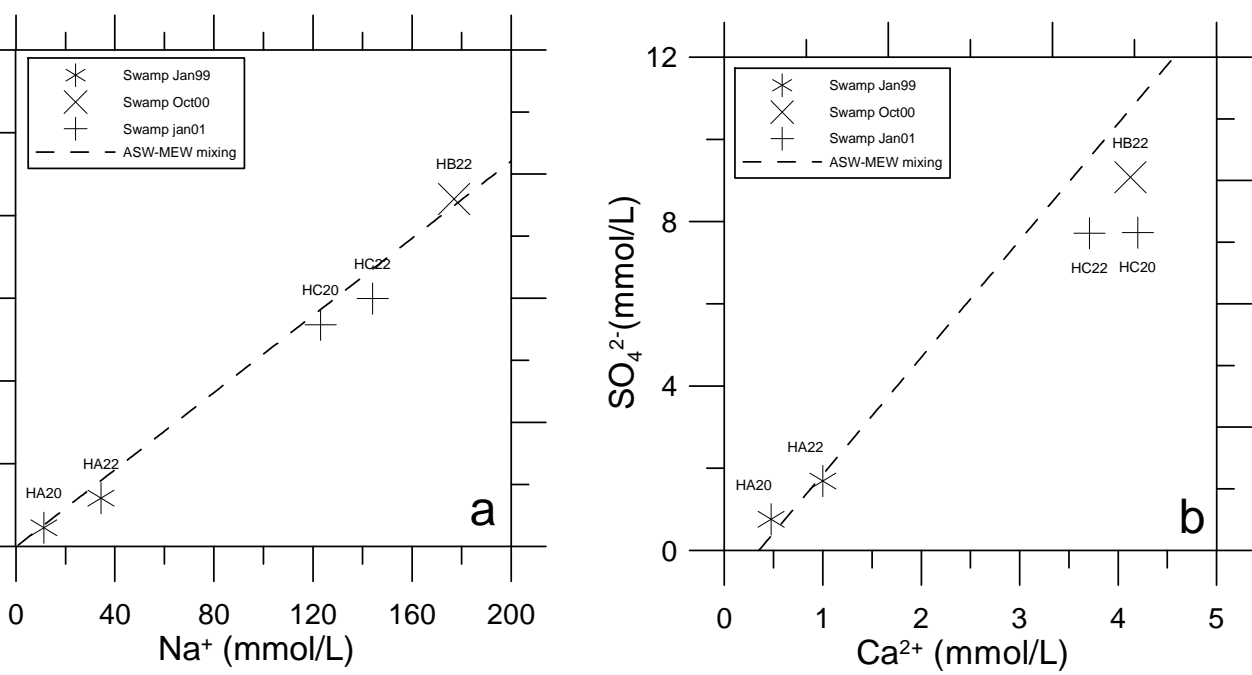 Swamp Jan99
Swamp Oct00
Swamp jan01
ASW-MEW mixing
HB22
HC22
HC20
HA22
HA20
a
0 40 80 120 160 200
Na⁺ (mmol/L)
12
8
4
0
SO₄²⁻(mmol/L)
Swamp Jan99
Swamp Oct00
Swamp Jan01
ASW-MEW mixing
HB22
HC22 HC20
HA22
HA20
b
0 1 2 3 4 5
Ca²⁺ (mmol/L)